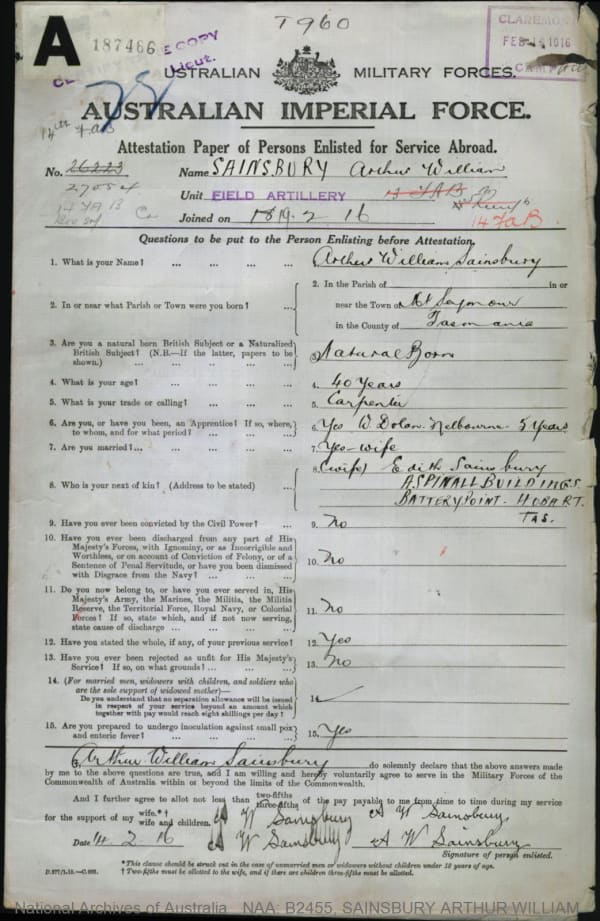 T960
A
187466
CLAREMONT
FEB 1916
CAMP
COPY
Lieut.
AUSTRALIAN MILITARY FORCES.
AUSTRALIAN IMPERIAL FORCE.
14th FAB
Attestation Paper of Persons Enlisted for Service Abroad.
No. 26223 Name SAINSBURY Arthur William
27054
Unit FIELD ARTILLERY
14 FAB
Joined on 2 16
Questions to be put to the Person Enlisting before Attestation.
1. What is your Name? ... Arthur William Sainsbury
2. In or near what Parish or Town were you born? ... 2. In the Parish of in or
near the Town of Mt Seymour
in the County of Tasmania
3. Are you a natural born British Subject or a Naturalized
British Subject? (N.B.—If the latter, papers to be
shown.) Natural Born
4. What is your age? ... 4. 40 Years
5. What is your trade or calling? ... 5. Carpenter
6. Are you, or have you been, an Apprentice? If so, where,
to whom, and for what period? ... 6. Yes W Dolan Melbourne 5 years
7. Are you married? ... 7. Yes - wife
8. Who is your next of kin? (Address to be stated) ... 8. (wife) Edith Sainsbury
ASPINALL BUILDINGS
BATTERY POINT. HOBART.
TAS.
9. Have you ever been convicted by the Civil Power? ... 9. No
10. Have you ever been discharged from any part of His
Majesty's Forces, with Ignominy, or as Incorrigible and
Worthless, or on account of Conviction of Felony, or of a
Sentence of Penal Servitude, or have you been dismissed
with Disgrace from the Navy? ... 10. No
11. Do you now belong to, or have you ever served in, His
Majesty's Army, the Marines, the Militia, the Militia
Reserve, the Territorial Force, Royal Navy, or Colonial
Forces? If so, state which, and if not now serving,
state cause of discharge ... 11. No
12. Have you stated the whole, if any, of your previous service? 12. Yes
13. Have you ever been rejected as unfit for His Majesty's
Service? If so, on what grounds? ... 13. No
14. (For married men, widowers with children, and soldiers who
are the sole support of widowed mother)—
Do you understand that no separation allowance will be issued
in respect of your service beyond an amount which
together with pay would reach eight shillings per day? 14.
15. Are you prepared to undergo inoculation against small pox
and enteric fever? ... 15. Yes
I, Arthur William Sainsbury do solemnly declare that the above answers made
by me to the above questions are true, and I am willing and hereby voluntarily agree to serve in the Military Forces of the
Commonwealth of Australia within or beyond the limits of the Commonwealth.
And I further agree to allot not less than two-fifths three-fifths of the pay payable to me from time to time during my service
for the support of my wife.*† wife and children. A W Sainsbury A W Sainsbury
Date 14. 2. 16 A W Sainsbury A W Sainsbury
Signature of person enlisted.
*This clause should be struck out in the case of unmarried men or widowers without children under 18 years of age.
† Two-fifths must be allotted to the wife, and if there are children three-fifths must be allotted.
National Archives of Australia NAA: B2455, SAINSBURY ARTHUR WILLIAM